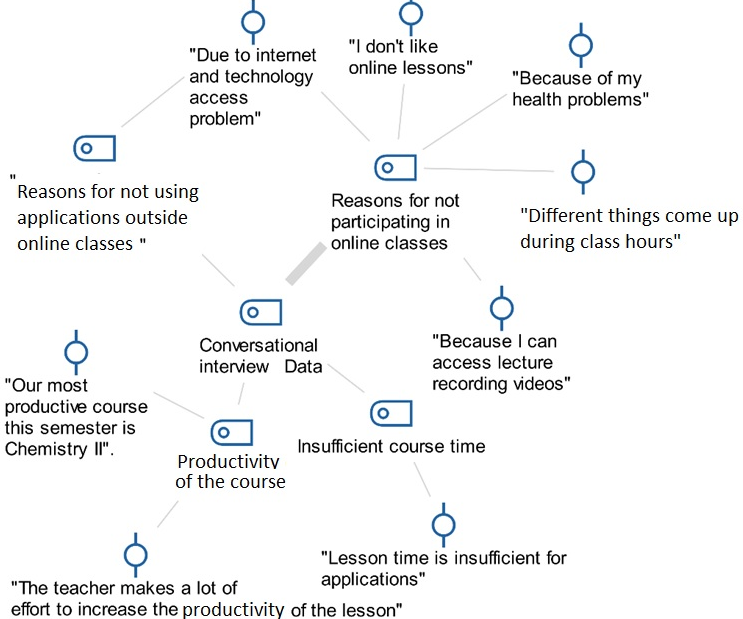 "Due to internet
and technology
access
problem"
"I don't like
online lessons"
"Because of my
health problems"
"
Reasons for not using
applications outside
online classes "
Reasons for not
participating in
online classes
"Different things come up
during class hours"
Conversational
interview Data
"Because I can
access lecture
recording videos"
"Our most
productive course
this semester is
Chemistry II".
Productivity
of the course
Insufficient course time
"Lesson time is insufficient for
applications"
"The teacher makes a lot of
effort to increase the productivity of the lesson"